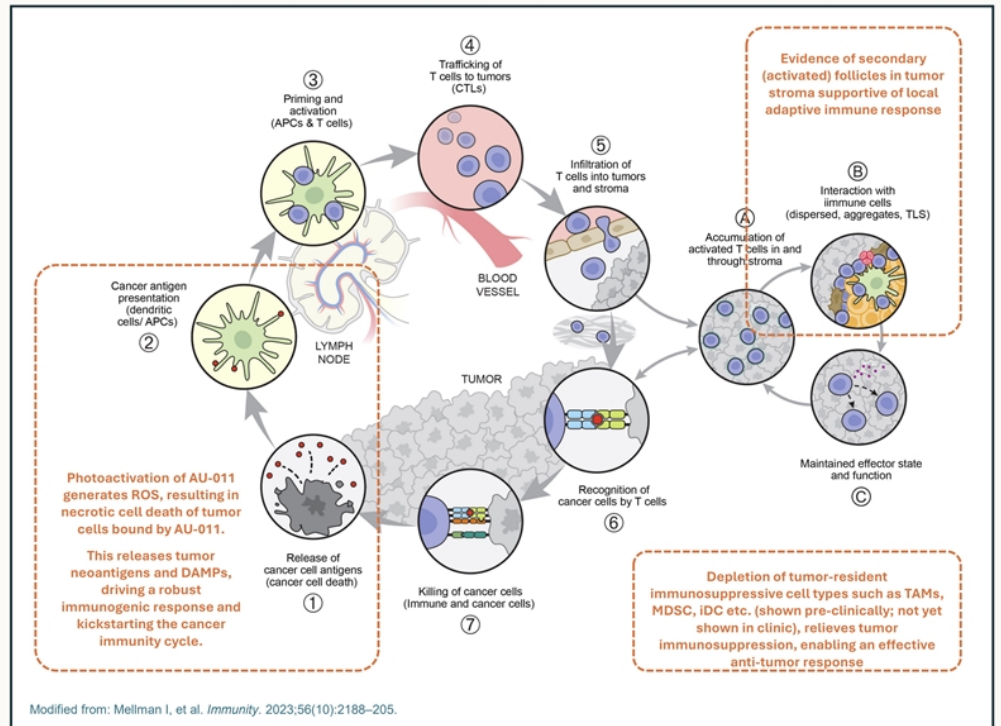 ④
Trafficking of
T cells to tumors
(CTLs)
③
Priming and
activation
(APCs & T cells)
⑤
Infiltration of
T cells into tumors
and stroma
Evidence of secondary
(activated) follicles in tumor
stroma supportive of local
adaptive immune response
Ⓑ
Interaction with
iimmune cells
(dispersed, aggregates, TLS)
Ⓐ
Accumulation of
activated T cells in and
through stroma
BLOOD
VESSEL
Cancer antigen
presentation
(dendritic
cells/ APCs)
②
LYMPH
NODE
TUMOR
Maintained effector state
and function
Ⓒ
Recognition of
cancer cells by T cells
⑥
Photoactivation of AU-011
generates ROS, resulting in
necrotic cell death of tumor
cells bound by AU-011.
This releases tumor
neoantigens and DAMPs,
driving a robust
immunogenic response and
kickstarting the cancer
immunity cycle.
Release of
cancer cell antigens
(cancer cell death)
①
Killing of cancer cells
(Immune and cancer cells)
⑦
Depletion of tumor-resident
immunosuppressive cell types such as TAMs,
MDSC, iDC etc. (shown pre-clinically; not yet
shown in clinic), relieves tumor
immunosuppression, enabling an effective
anti-tumor response
Modified from: Mellman I, et al. Immunity. 2023;56(10):2188–205.